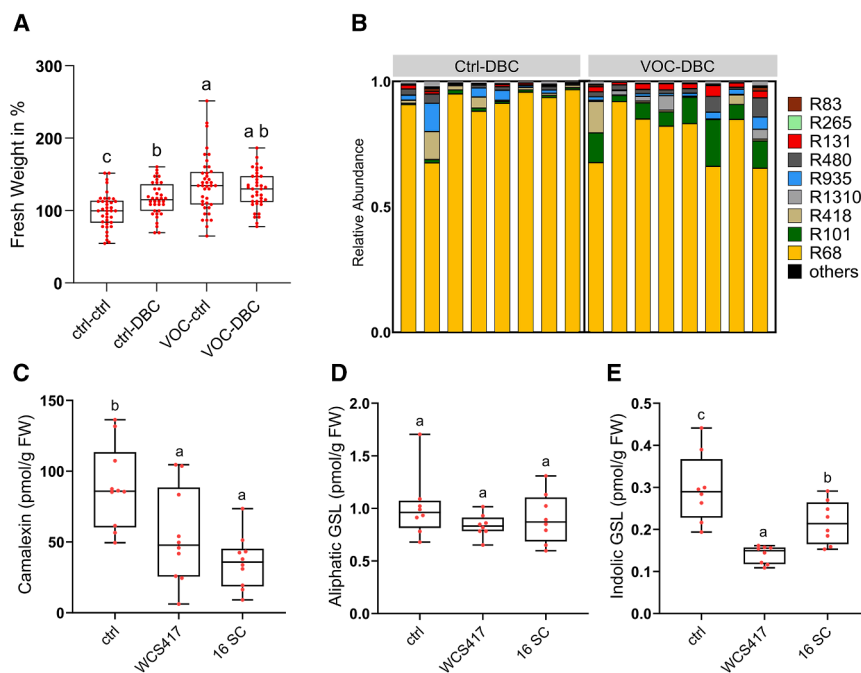 A
Fresh Weight in %
300
200
100
0
c
b
a
a b
ctrl-ctrl
ctrl-DBC
VOC-ctrl
VOC-DBC
B
Relative Abundance
1.0
0.5
0.0
Ctrl-DBC
VOC-DBC
R83
R265
R131
R480
R935
R1310
R418
R101
R68
others
C
Camalexin (pmol/g FW)
150
100
50
0
b
a
a
ctrl
WCS417
16 SC
D
Aliphatic GSL (pmol/g FW)
2.0
1.5
1.0
0.5
0.0
a
a
a
ctrl
WCS417
16 SC
E
Indolic GSL (pmol/g FW)
0.5
0.4
0.3
0.2
0.1
0.0
c
a
b
ctrl
WCS417
16 SC